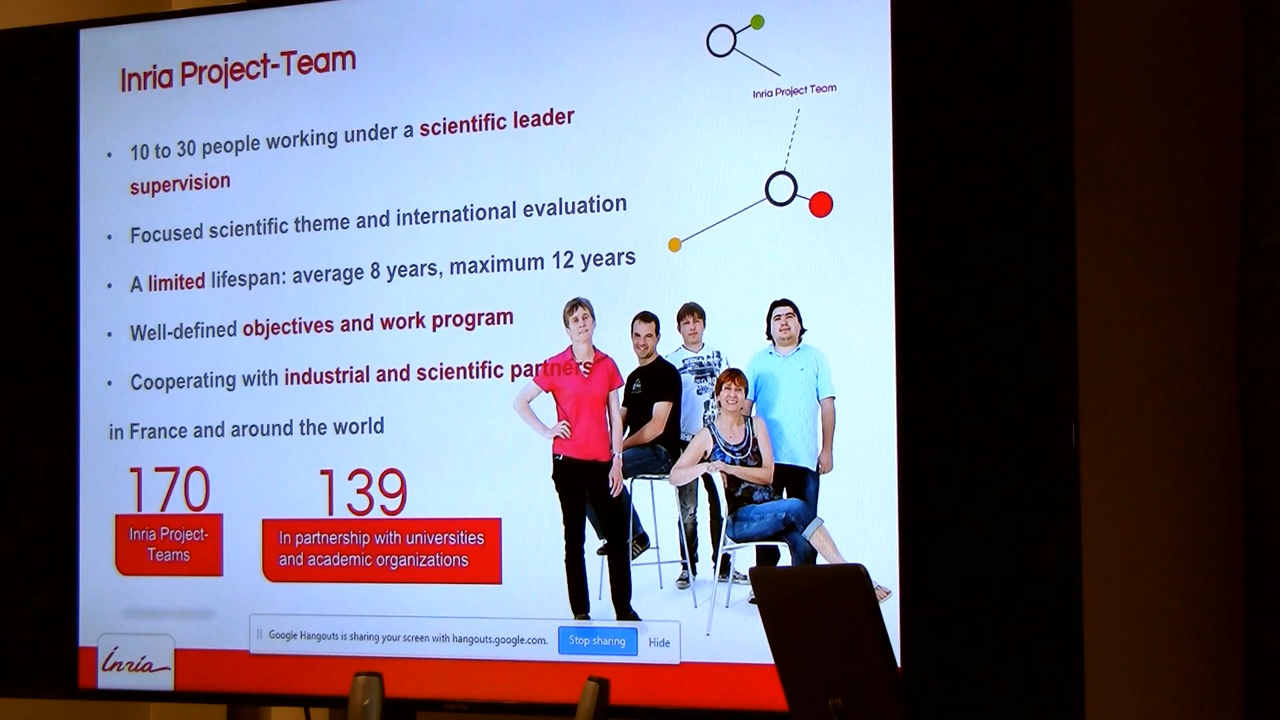 Inria Project-Team
Inria Project Team
• 10 to 30 people working under a scientific leader
supervision
• Focused scientific theme and international evaluation
• A limited lifespan: average 8 years, maximum 12 years
• Well-defined objectives and work program
• Cooperating with industrial and scientific partners
in France and around the world
170
Inria Project-
Teams
139
In partnership with universities
and academic organizations
Google Hangouts is sharing your screen with hangouts.google.com.
Stop sharing
Hide
Inria